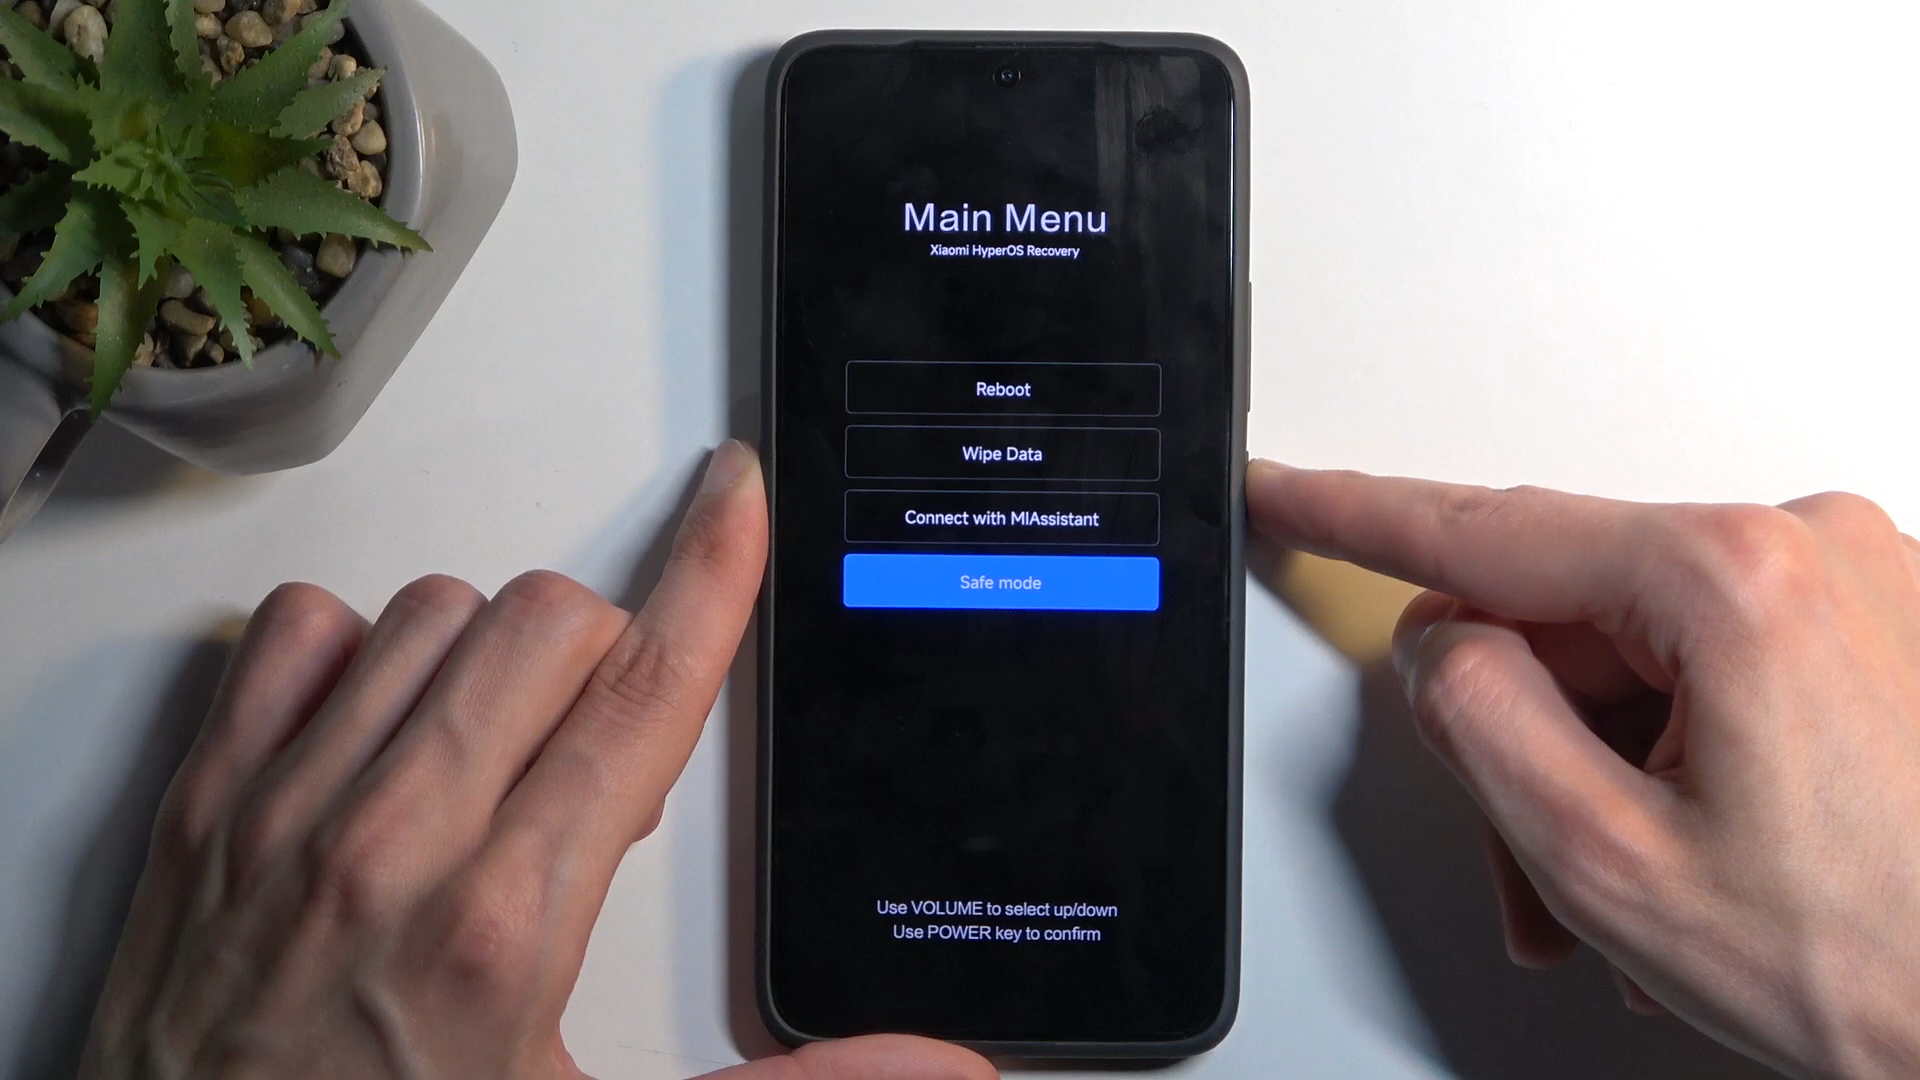 Main Menu
Xiaomi HyperOS Recovery
Reboot
Wipe Data
Connect with MIAssistant
Safe mode
Use VOLUME to select up/down
Use POWER key to confirm